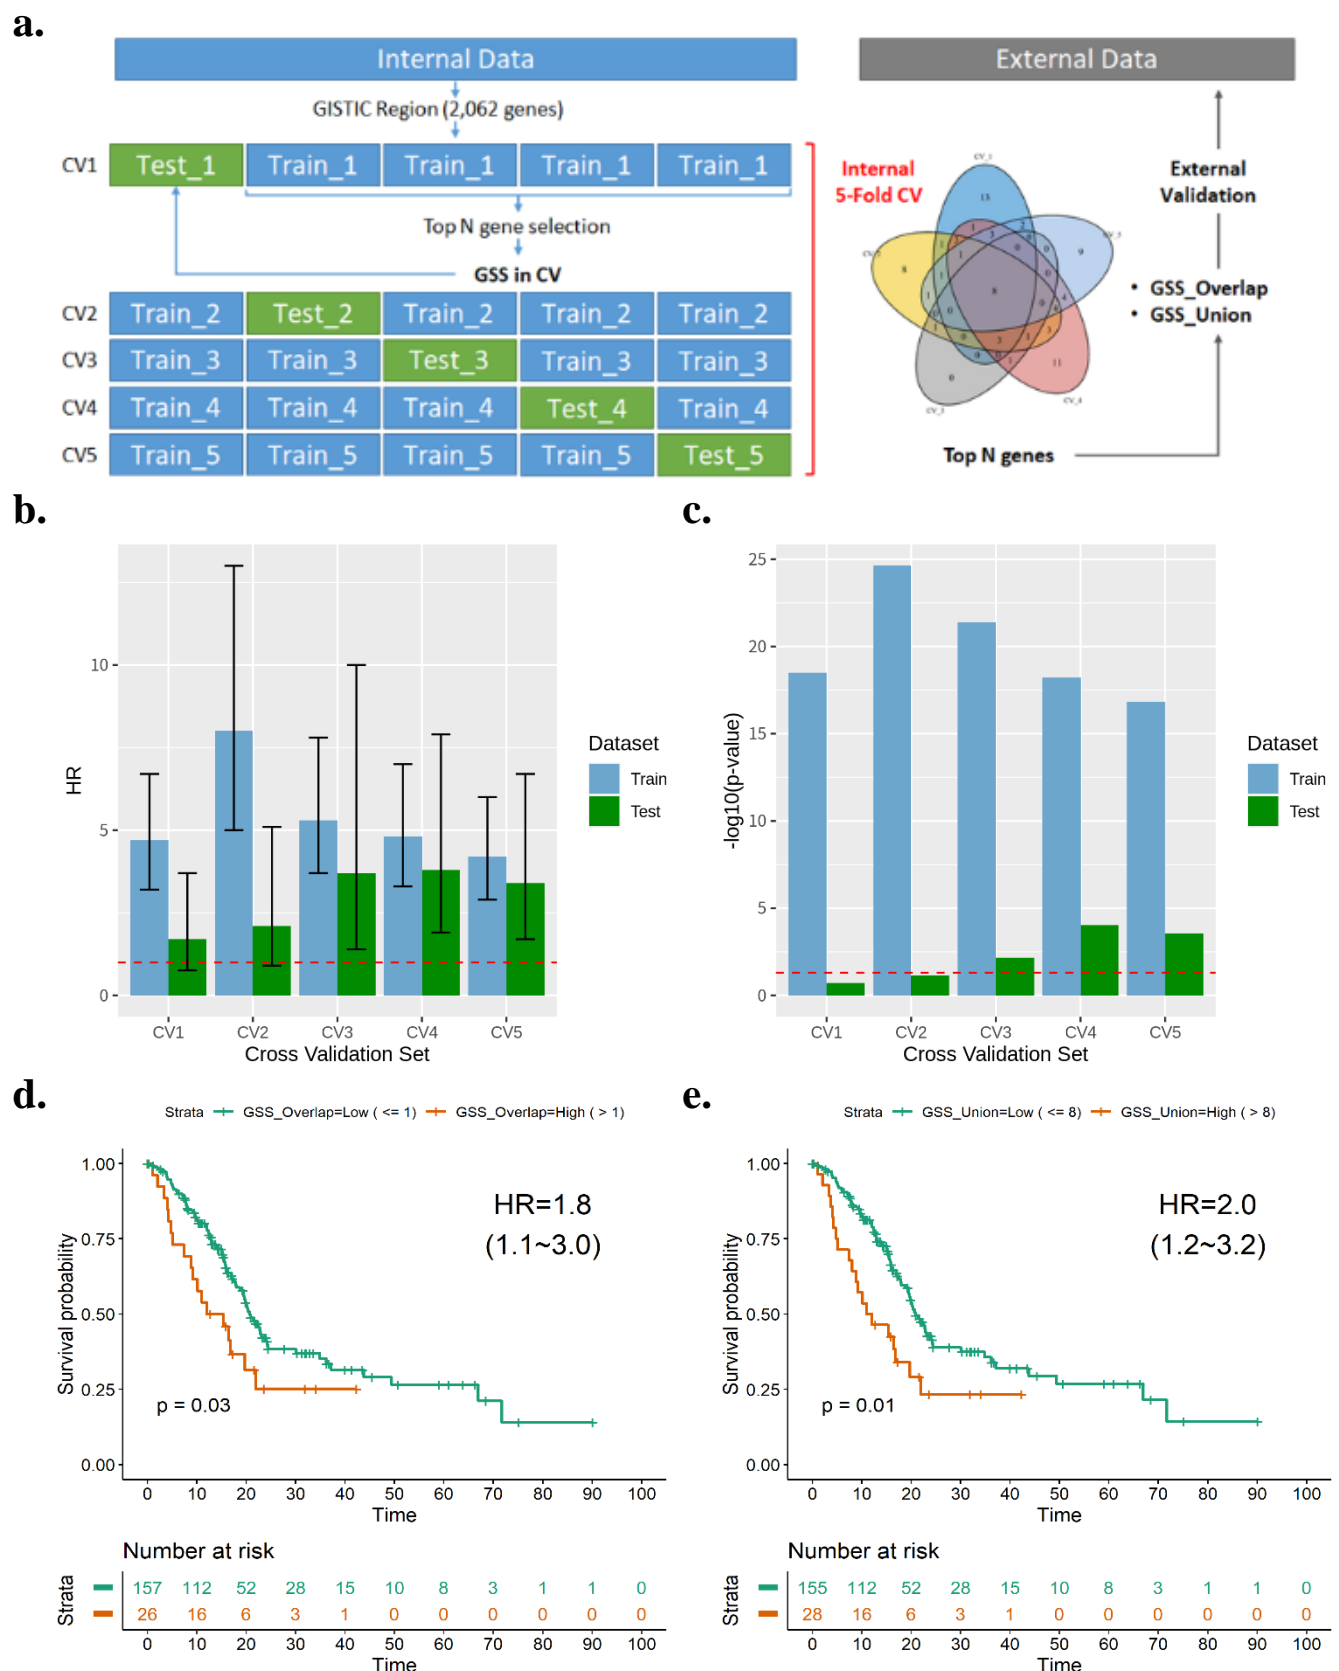 a.
Internal Data
External Data
GISTIC Region (2,062 genes)
CV1 Test_1 Train_1 Train_1 Train_1 Train_1
Top N gene selection
GSS in CV
CV2 Train_2 Test_2 Train_2 Train_2 Train_2
CV3 Train_3 Train_3 Test_3 Train_3 Train_3
CV4 Train_4 Train_4 Train_4 Test_4 Train_4
CV5 Train_5 Train_5 Train_5 Train_5 Test_5
Internal
5-Fold CV
CV_1
13
9
8
8
11
0
CV_4
External
Validation
• GSS_Overlap
• GSS_Union
Top N genes
b.
HR
10
5
0
CV1 CV2 CV3 CV4 CV5
Cross Validation Set
Dataset
Train
Test
c.
-log10(p-value)
25
20
15
10
5
0
CV1 CV2 CV3 CV4 CV5
Cross Validation Set
Dataset
Train
Test
d.
Strata GSS_Overlap=Low ( <= 1) GSS_Overlap=High ( > 1)
Survival probability
1.00
0.75
0.50
0.25
0.00
HR=1.8
(1.1~3.0)
p = 0.03
0 10 20 30 40 50 60 70 80 90 100
Time
Number at risk
Strata
157 112 52 28 15 10 8 3 1 1 0
26 16 6 3 1 0 0 0 0 0 0
0 10 20 30 40 50 60 70 80 90 100
Time
e.
Strata GSS_Union=Low ( <= 8) GSS_Union=High ( > 8)
Survival probability
1.00
0.75
0.50
0.25
0.00
HR=2.0
(1.2~3.2)
p = 0.01
0 10 20 30 40 50 60 70 80 90 100
Time
Number at risk
Strata
155 112 52 28 15 10 8 3 1 1 0
28 16 6 3 1 0 0 0 0 0 0
0 10 20 30 40 50 60 70 80 90 100
Time